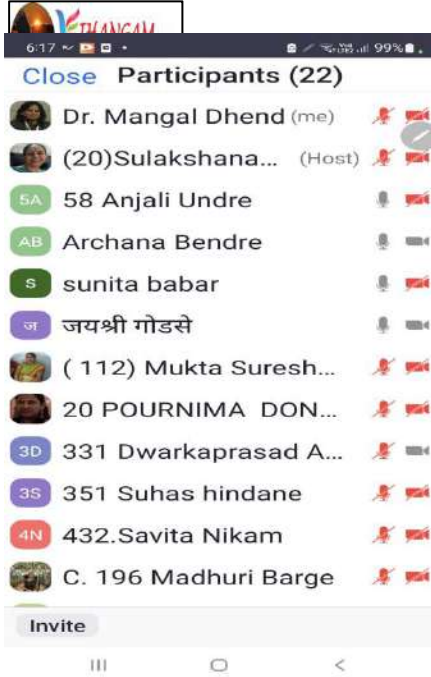 THANGAM
6:17
99%
Close Participants (22)
Dr. Mangal Dhend (me)
(20)Sulakshana... (Host)
5A 58 Anjali Undre
AB Archana Bendre
s sunita babar
ज जयश्री गोडसे
( 112) Mukta Suresh...
20 POURNIMA DON...
3D 331 Dwarkaprasad A...
3S 351 Suhas hindane
4N 432.Savita Nikam
C. 196 Madhuri Barge
Invite